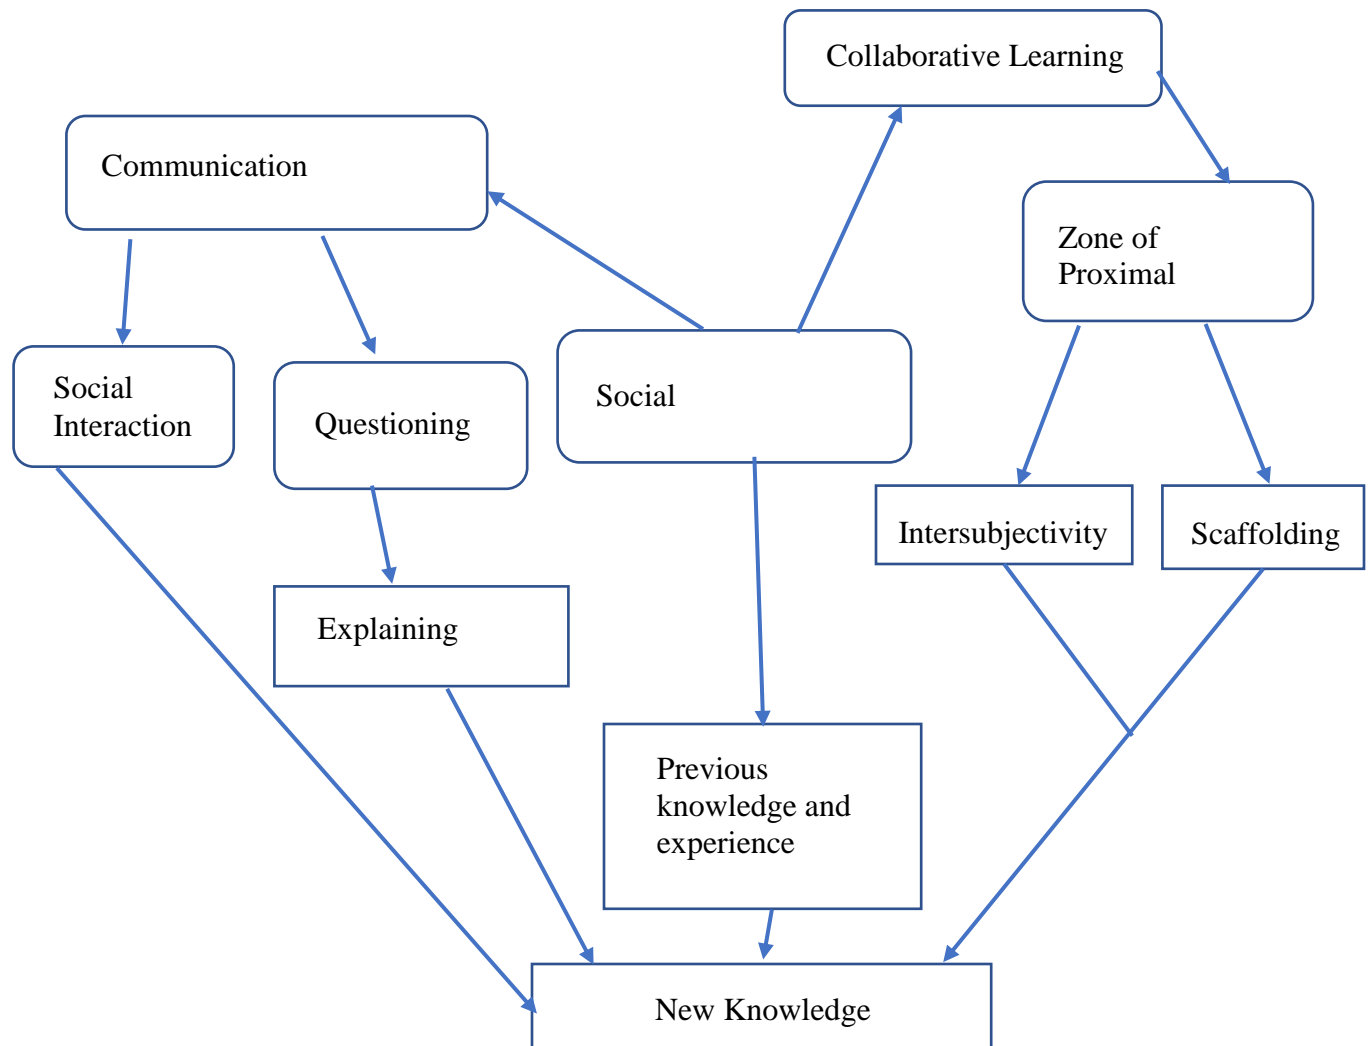 Collaborative Learning
Communication
Zone of
Proximal
Social
Interaction
Questioning
Social
Intersubjectivity
Scaffolding
Explaining
Previous
knowledge and
experience
New Knowledge